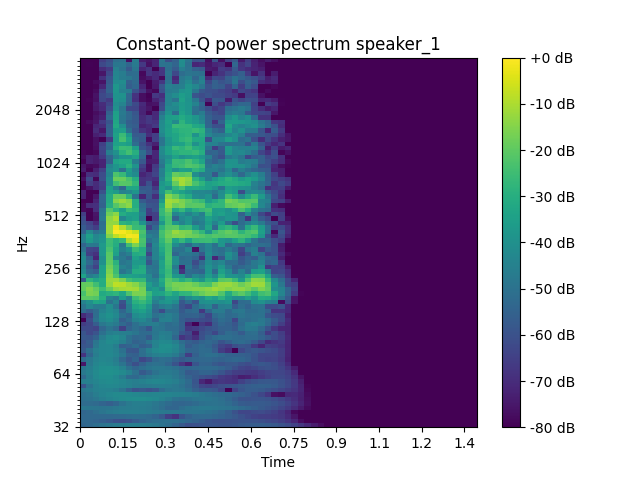 Constant-Q power spectrum speaker_1
Hz
2048
1024
512
256
128
64
32
0 0.15 0.3 0.45 0.6 0.75 0.9 1.1 1.2 1.4
Time
+0 dB
-10 dB
-20 dB
-30 dB
-40 dB
-50 dB
-60 dB
-70 dB
-80 dB